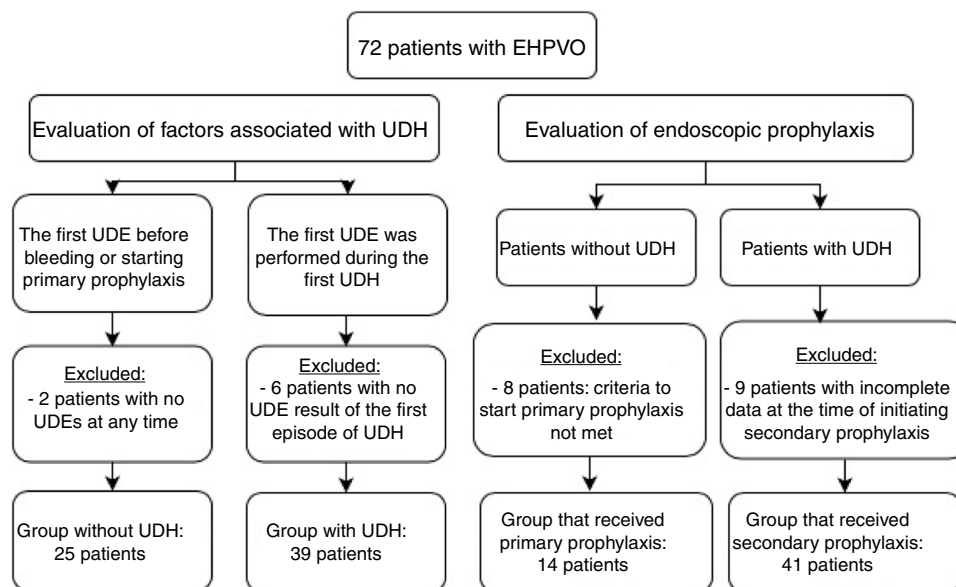 72 patients with EHPVO
Evaluation of factors associated with UDH
Evaluation of endoscopic prophylaxis
The first UDE before
bleeding or starting
primary prophylaxis
The first UDE was
performed during the
first UDH
Patients without UDH
Patients with UDH
Excluded:
- 2 patients with no
UDEs at any time
Excluded:
- 6 patients with no
UDE result of the first
episode of UDH
Excluded:
- 8 patients: criteria to
start primary prophylaxis
not met
Excluded:
- 9 patients with incomplete
data at the time of initiating
secondary prophylaxis
Group without UDH:
25 patients
Group with UDH:
39 patients
Group that received
primary prophylaxis:
14 patients
Group that received
secondary prophylaxis:
41 patients